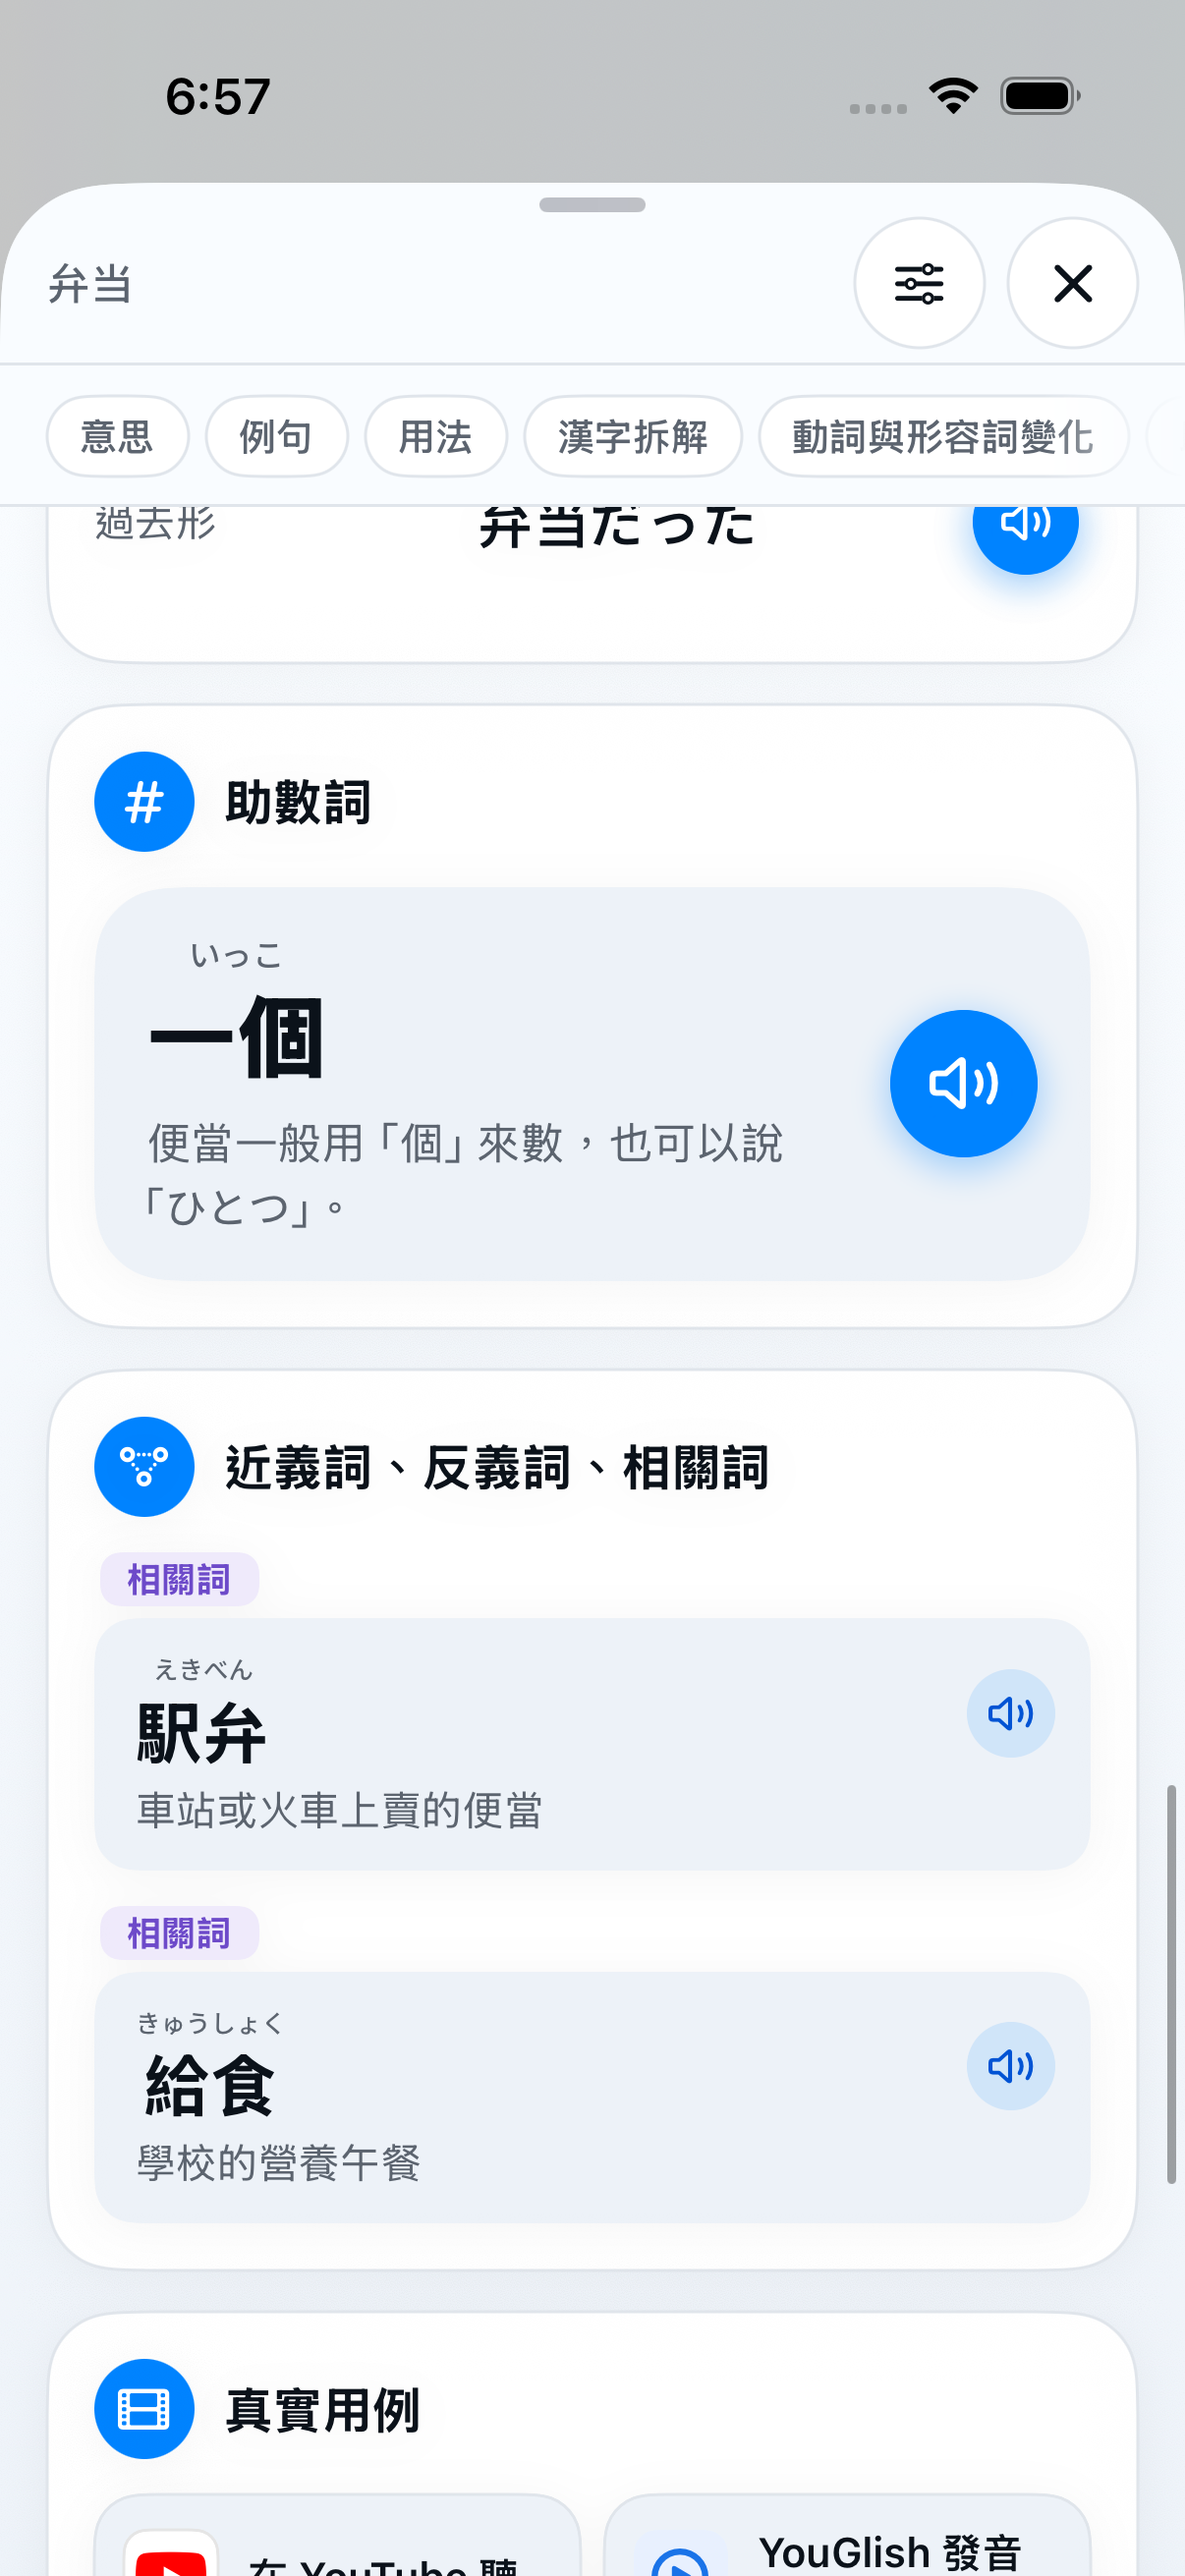 6:57
弁当
意思
例句
用法
漢字拆解
動詞與形容詞變化
過去形
弁当だった
助數詞
いっこ
一個
便當一般用「個」來數，也可以說
「ひとつ」。
近義詞、反義詞、相關詞
相關詞
えきべん
駅弁
車站或火車上賣的便當
相關詞
きゅうしょく
給食
學校的營養午餐
真實用例
在 YouTube 聽
YouGlish 發音